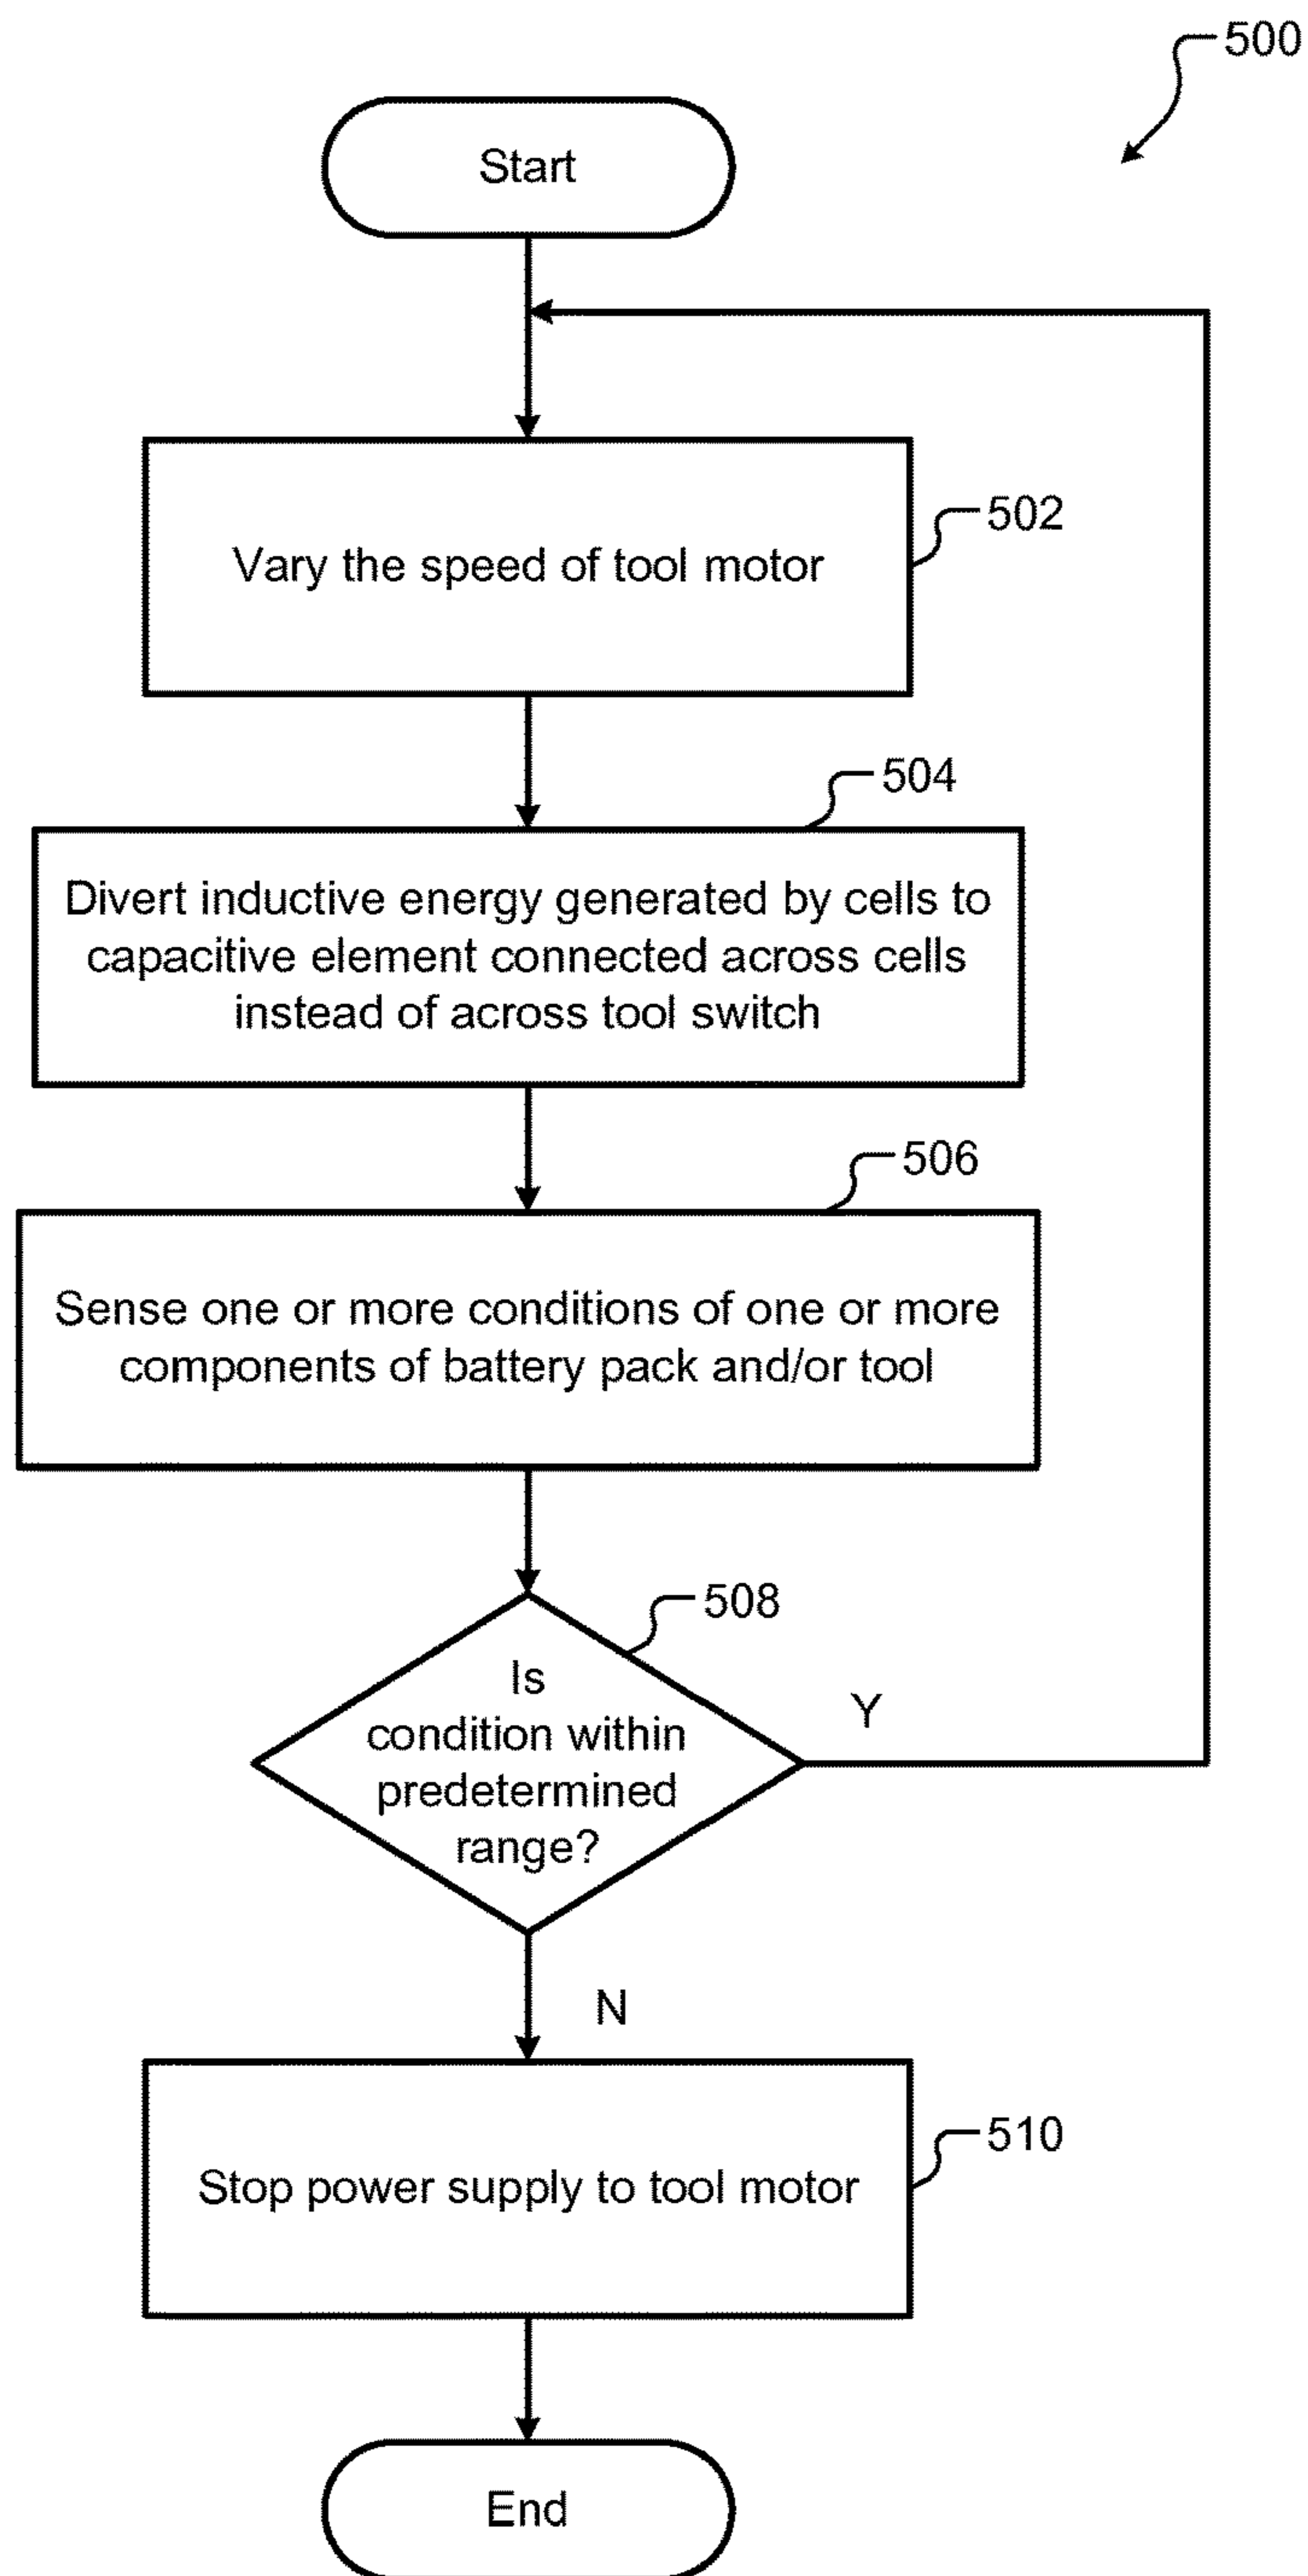 500
Start
502
Vary the speed of tool motor
504
Divert inductive energy generated by cells to
capacitive element connected across cells
instead of across tool switch
506
Sense one or more conditions of one or more
components of battery pack and/or tool
508
Is
condition within
predetermined
range?
Y
N
510
Stop power supply to tool motor
End